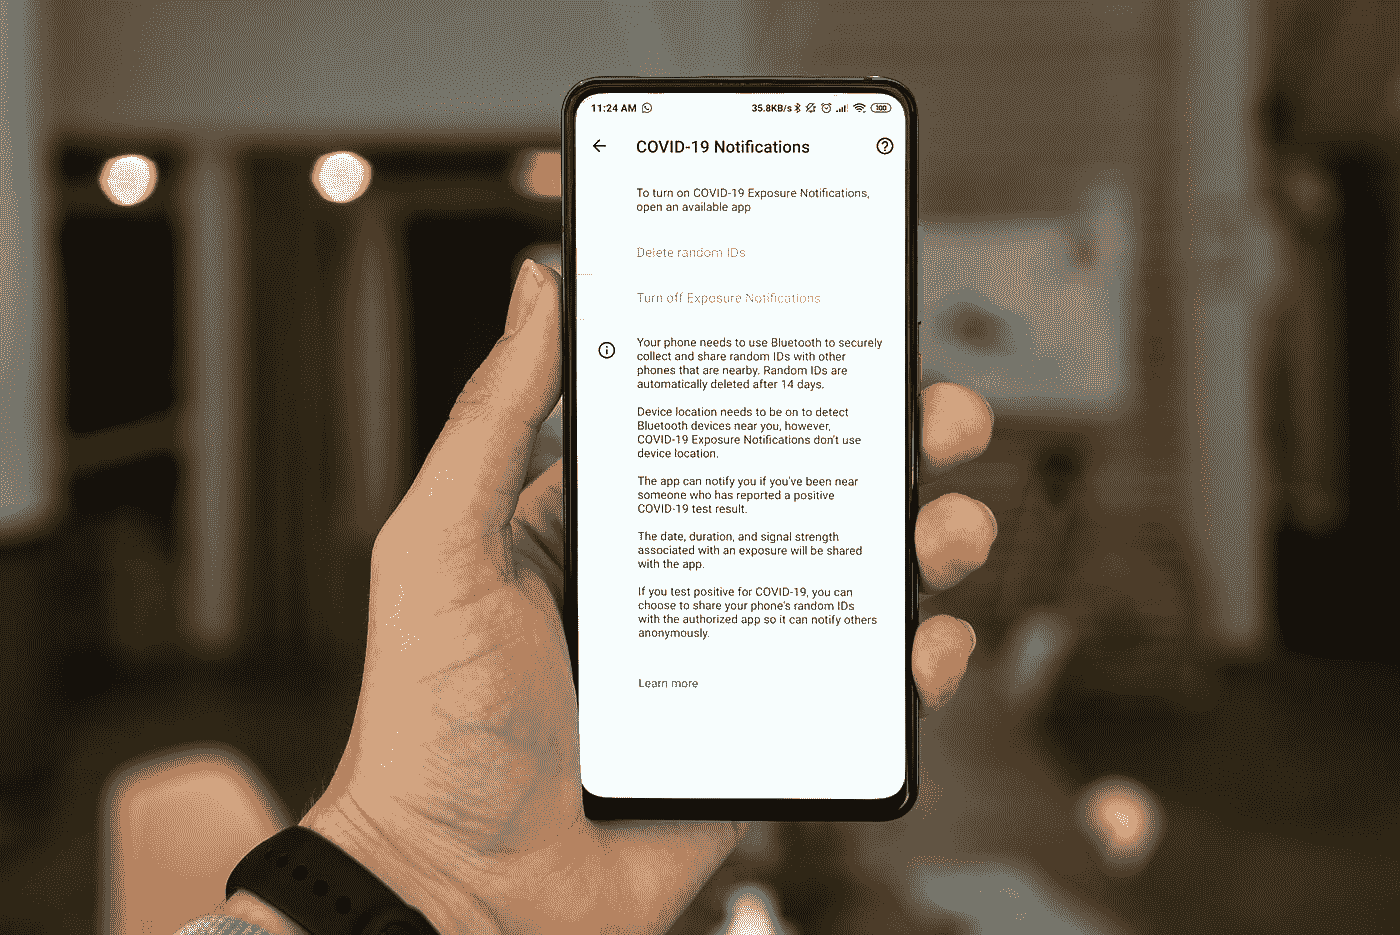 11:24 AM 35.8KB/s 100
COVID-19 Notifications
To turn on COVID-19 Exposure Notifications,
open an available app
Delete random IDs
Turn off Exposure Notifications
Your phone needs to use Bluetooth to securely
collect and share random IDs with other
phones that are nearby. Random IDs are
automatically deleted after 14 days.
Device location needs to be on to detect
Bluetooth devices near you, however,
COVID-19 Exposure Notifications don't use
device location.
The app can notify you if you've been near
someone who has reported a positive
COVID-19 test result.
The date, duration, and signal strength
associated with an exposure will be shared
with the app.
If you test positive for COVID-19, you can
choose to share your phone's random IDs
with the authorized app so it can notify others
anonymously.
Learn more